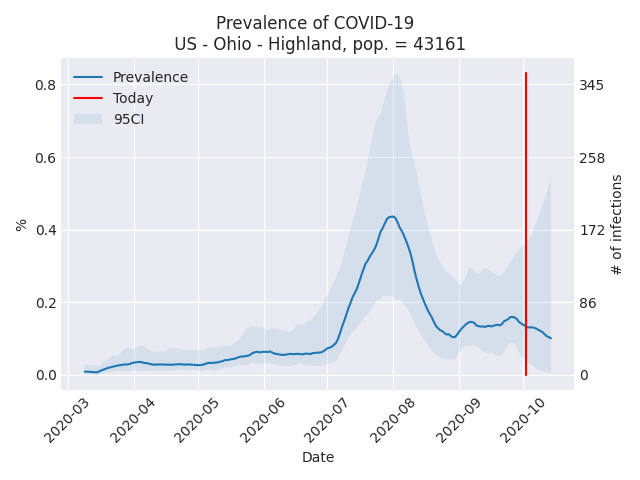 Prevalence of COVID-19
US - Ohio - Highland, pop. = 43161
Prevalence
Today
95CI
0.8
0.6
0.4
0.2
0.0
%
345
258
172
86
0
# of infections
2020-03
2020-04
2020-05
2020-06
2020-07
2020-08
2020-09
2020-10
Date